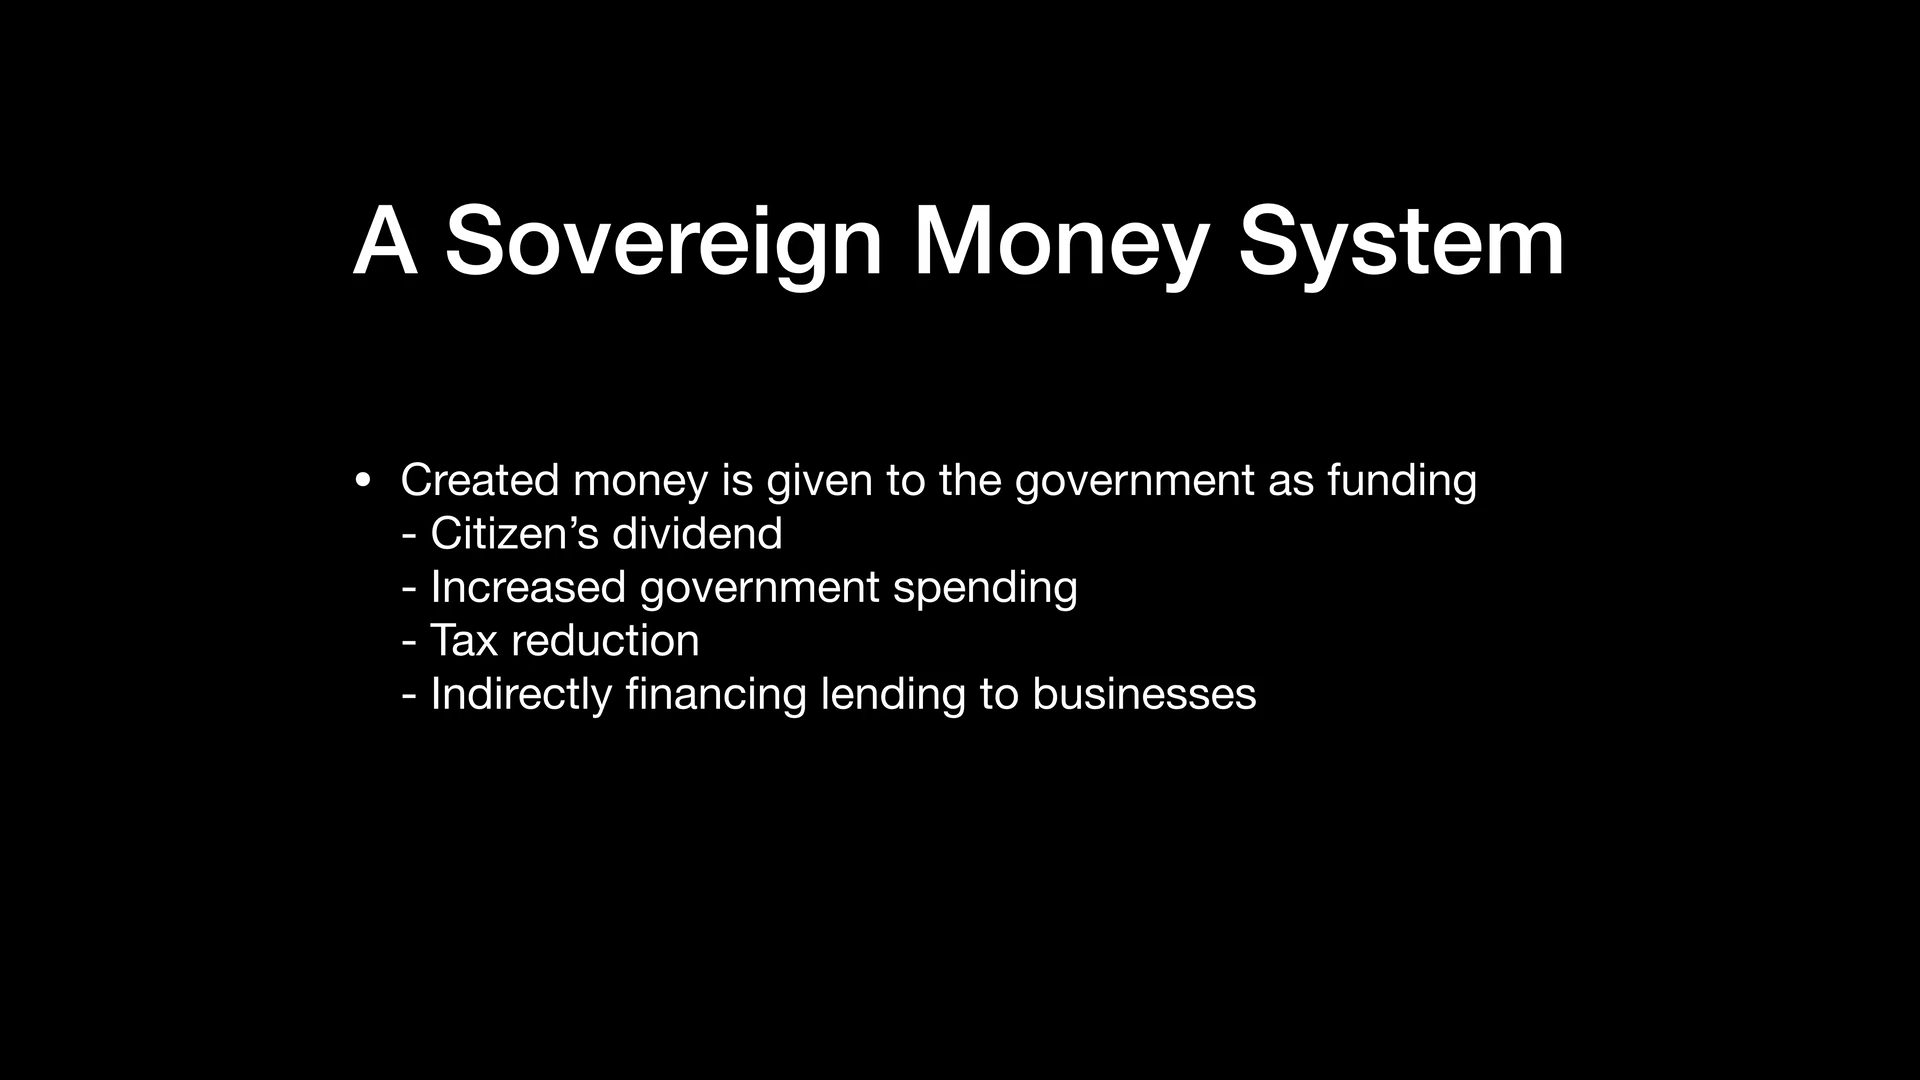 A Sovereign Money System
• Created money is given to the government as funding
- Citizen’s dividend
- Increased government spending
- Tax reduction
- Indirectly financing lending to businesses